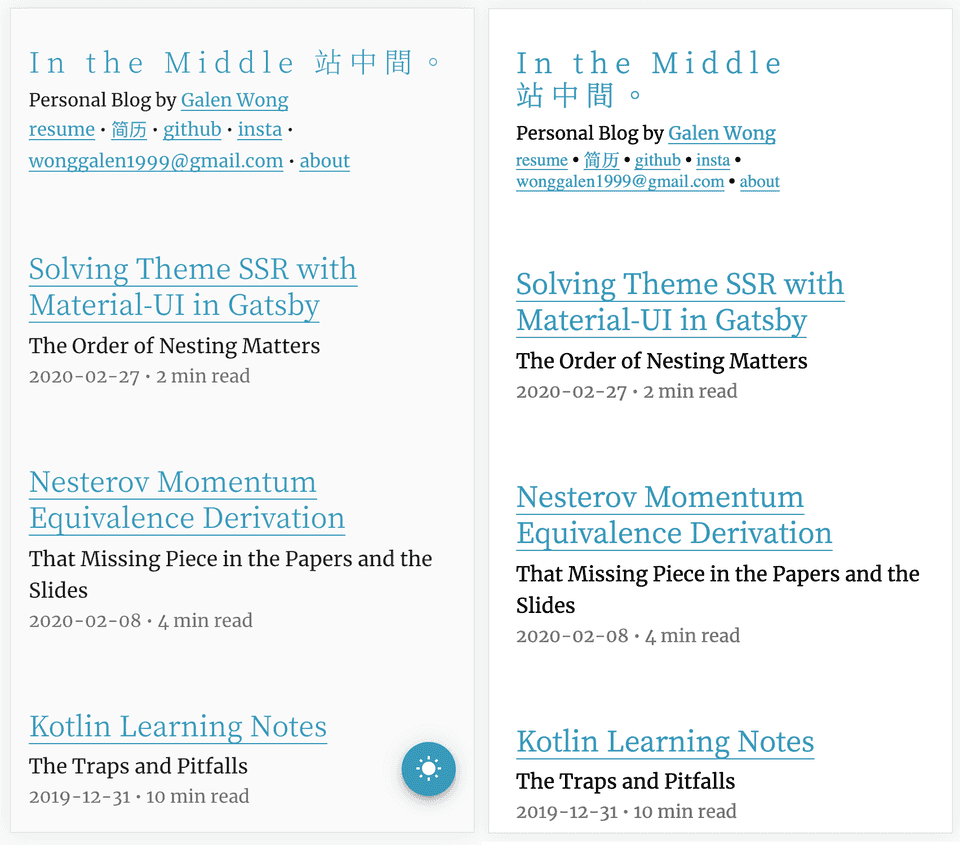 In the Middle 站中間。
Personal Blog by Galen Wong
resume • 简历 • github • insta •
wonggalen1999@gmail.com • about
Solving Theme SSR with
Material-UI in Gatsby
The Order of Nesting Matters
2020-02-27 • 2 min read
Nesterov Momentum
Equivalence Derivation
That Missing Piece in the Papers and the
Slides
2020-02-08 • 4 min read
Kotlin Learning Notes
The Traps and Pitfalls
2019-12-31 • 10 min read
In the Middle
站中間。
Personal Blog by Galen Wong
resume • 简历 • github • insta •
wonggalen1999@gmail.com • about
Solving Theme SSR with
Material-UI in Gatsby
The Order of Nesting Matters
2020-02-27 • 2 min read
Nesterov Momentum
Equivalence Derivation
That Missing Piece in the Papers and the
Slides
2020-02-08 • 4 min read
Kotlin Learning Notes
The Traps and Pitfalls
2019-12-31 • 10 min read